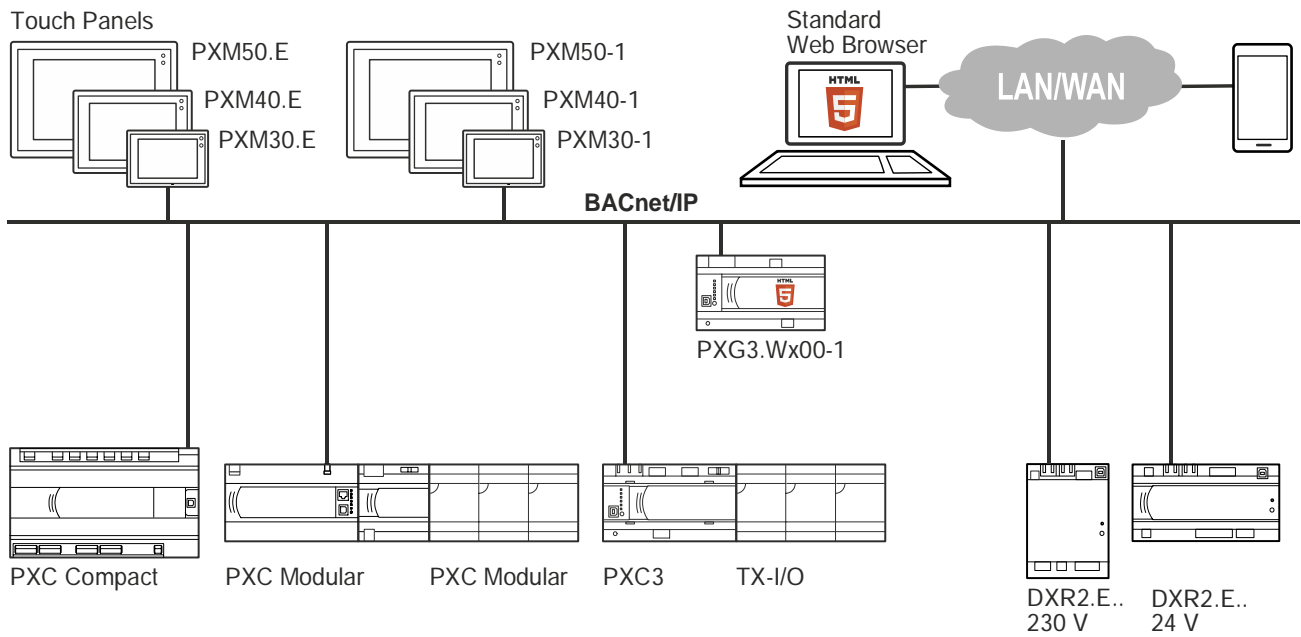 Touch Panels
PXM50.E
PXM40.E
PXM30.E
PXM50-1
PXM40-1
PXM30-1
Standard
Web Browser
HTML
5
LAN/WAN
BACnet/IP
HTML
5
PXG3.Wx00-1
PXC Compact
PXC Modular
PXC Modular
PXC3
TX-I/O
DXR2.E..
230 V
DXR2.E..
24 V